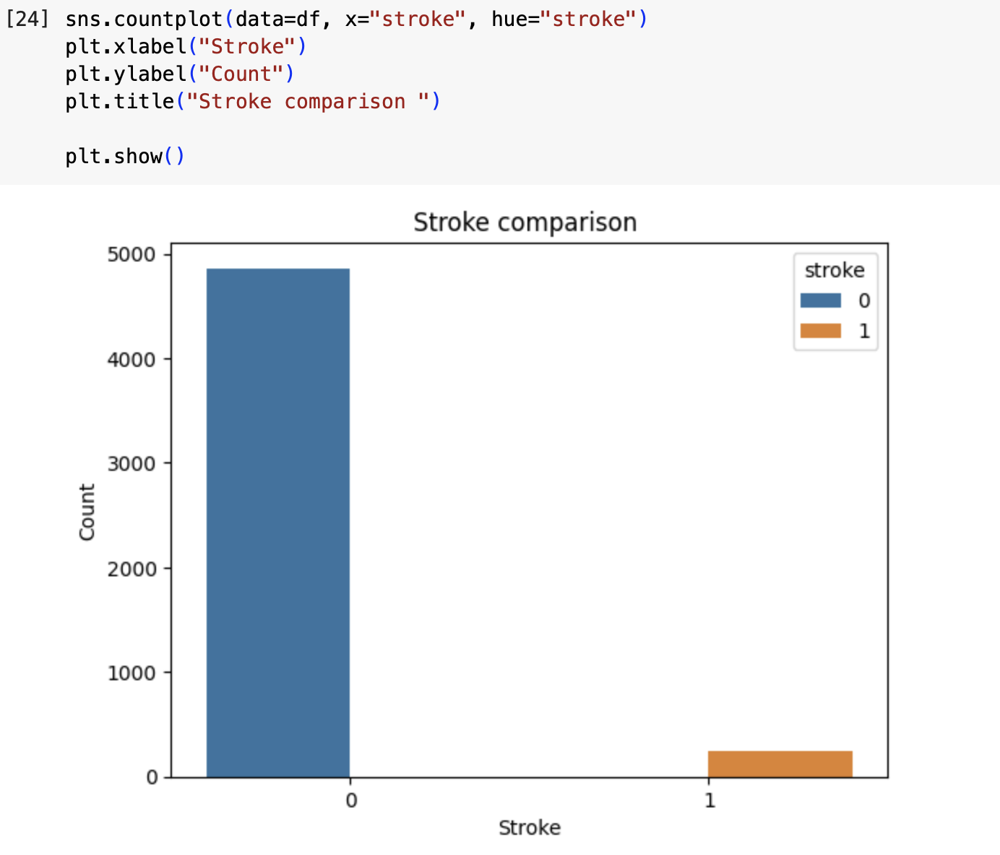 [24] sns.countplot(data=df, x="stroke", hue="stroke")
plt.xlabel("Stroke")
plt.ylabel("Count")
plt.title("Stroke comparison ")
plt.show()
Stroke comparison
5000
4000
3000
2000
1000
0
Count
stroke
0
1
0 1
Stroke